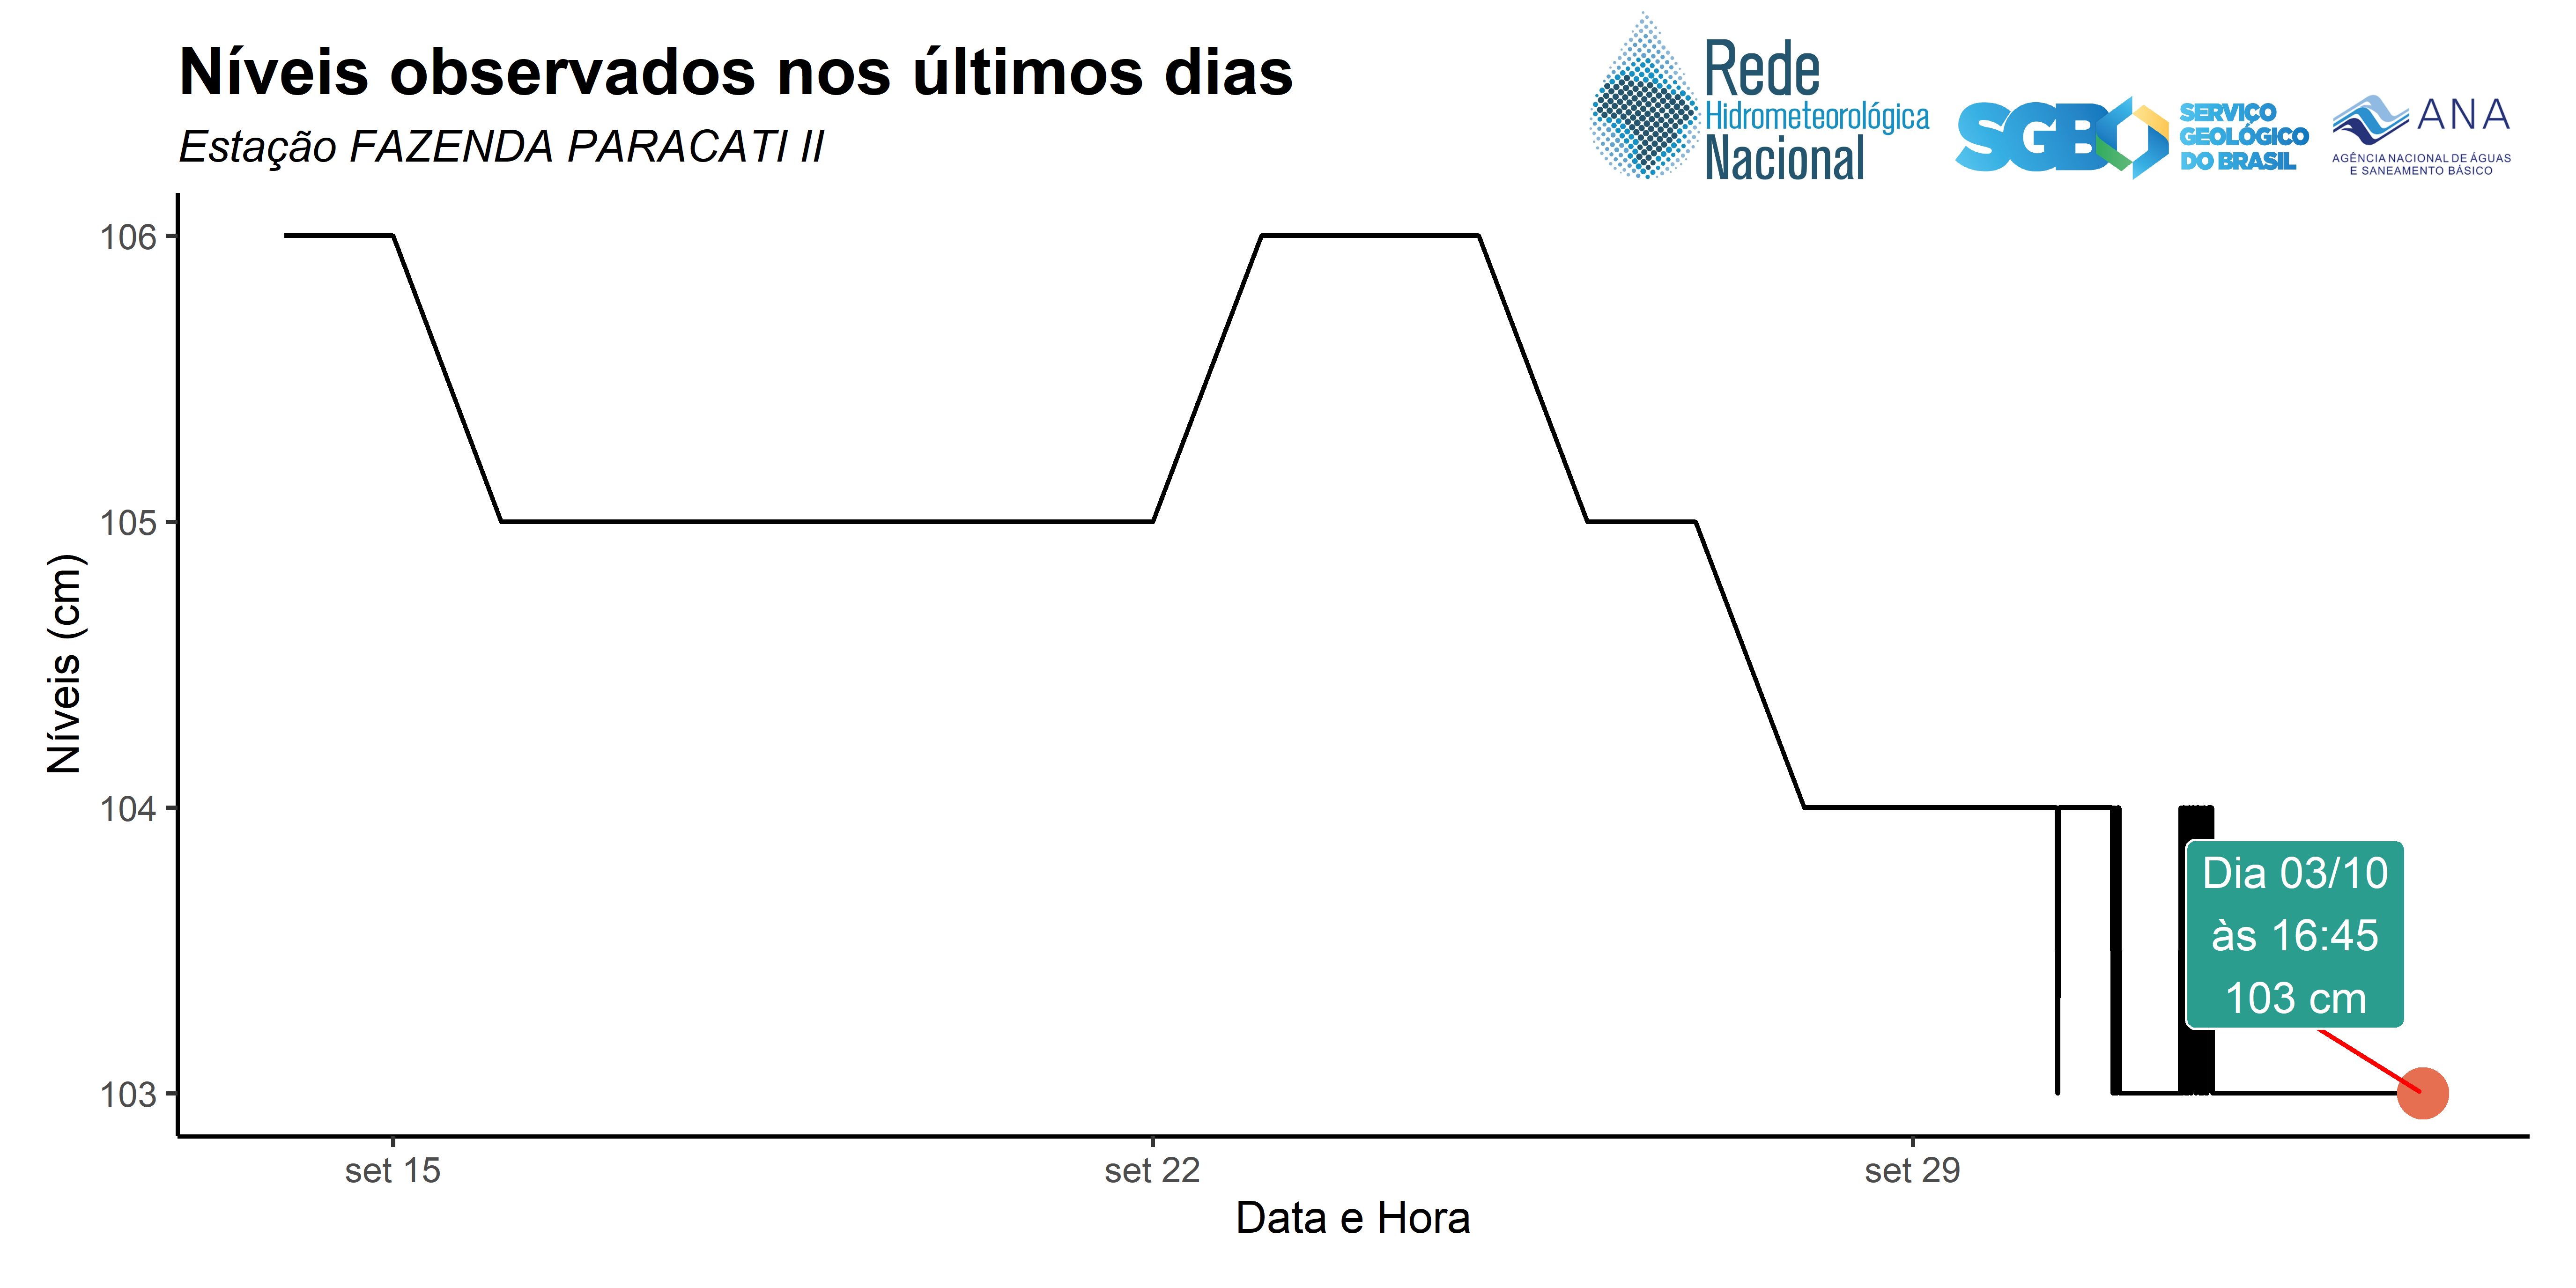 Níveis observados nos últimos dias
Estação FAZENDA PARACATI II
Rede
Hidrometeorológica
Nacional
SGB
SERVIÇO
GEOLÓGICO
DO BRASIL
ANA
AGÊNCIA NACIONAL DE ÁGUAS
E SANEAMENTO BÁSICO
106
105
104
103
Níveis (cm)
Dia 03/10
às 16:45
103 cm
set 15
set 22
set 29
Data e Hora